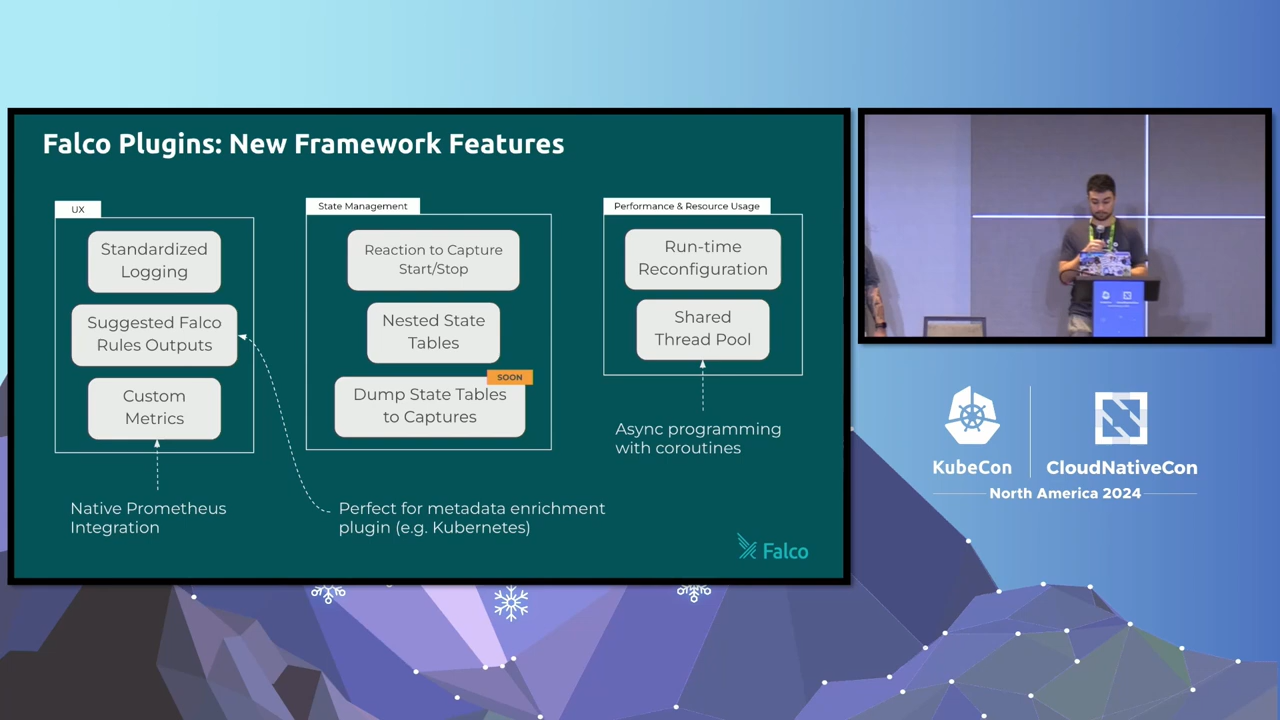 Falco Plugins: New Framework Features
UX
Standardized
Logging
Suggested Falco
Rules Outputs
Custom
Metrics
Native Prometheus
Integration
State Management
Reaction to Capture
Start/Stop
Nested State
Tables
SOON
Dump State Tables
to Captures
Perfect for metadata enrichment
plugin (e.g. Kubernetes)
Performance & Resource Usage
Run-time
Reconfiguration
Shared
Thread Pool
Async programming
with coroutines
Falco
KubeCon
CloudNativeCon
North America 2024